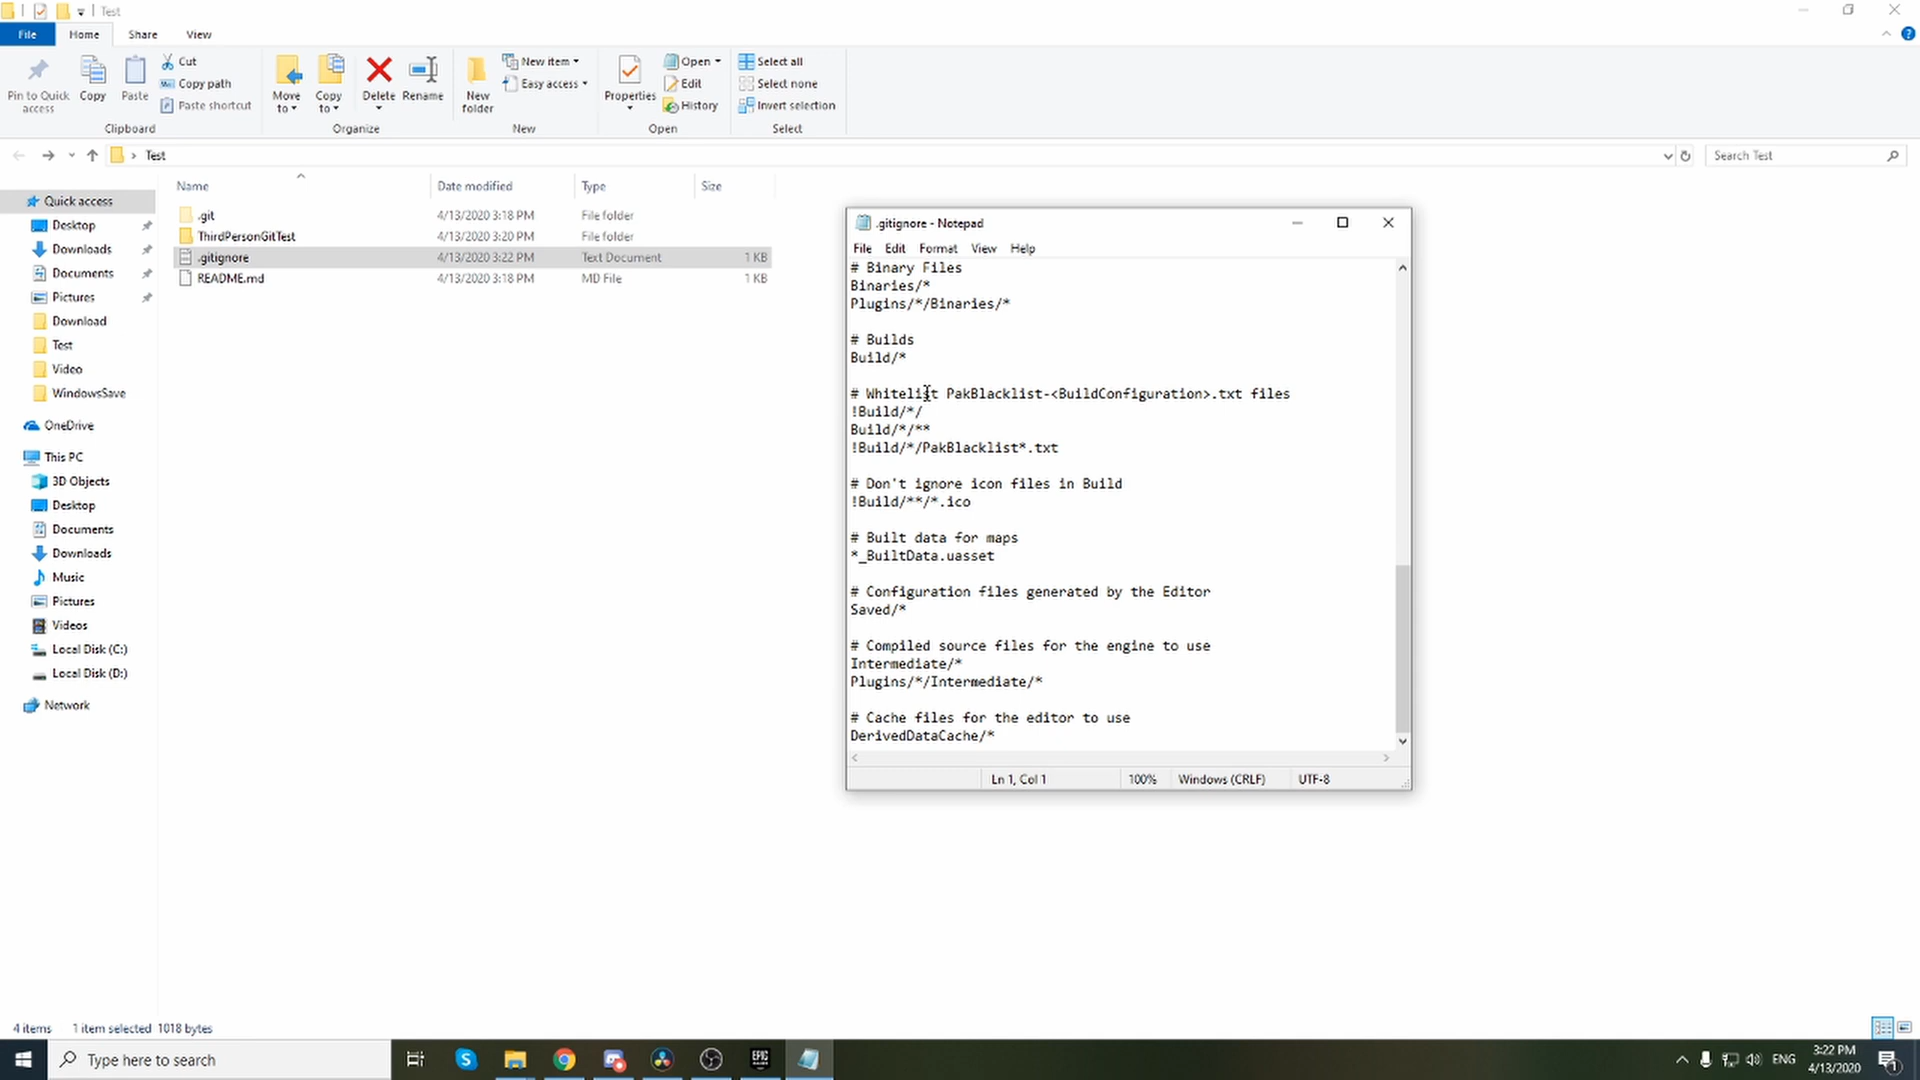 Test
File
Home
Share
View
Pin to Quick access
Copy
Paste
Cut
Copy path
Paste shortcut
Clipboard
Move to
Copy to
Delete
Rename
Organize
New folder
New item
Easy access
New
Properties
Open
Edit
History
Open
Select all
Select none
Invert selection
Select
Test
Search Test
Name
Date modified
Type
Size
.git
4/13/2020 3:18 PM
File folder
ThirdPersonGitTest
4/13/2020 3:20 PM
File folder
.gitignore
4/13/2020 3:22 PM
Text Document
1 KB
README.md
4/13/2020 3:18 PM
MD File
1 KB
Quick access
Desktop
Downloads
Documents
Pictures
Download
Test
Video
WindowsSave
OneDrive
This PC
3D Objects
Desktop
Documents
Downloads
Music
Pictures
Videos
Local Disk (C:)
Local Disk (D:)
Network
.gitignore - Notepad
File Edit Format View Help
# Binary Files
Binaries/*
Plugins/*/Binaries/*
# Builds
Build/*
# Whitelist PakBlacklist-<BuildConfiguration>.txt files
!Build/*/
Build/*/**
!Build/*/PakBlacklist*.txt
# Don't ignore icon files in Build
!Build/**/*.ico
# Built data for maps
*_BuiltData.uasset
# Configuration files generated by the Editor
Saved/*
# Compiled source files for the engine to use
Intermediate/*
Plugins/*/Intermediate/*
# Cache files for the editor to use
DerivedDataCache/*
Ln 1, Col 1
100%
Windows (CRLF)
UTF-8
4 items
1 item selected 1018 bytes
Type here to search
S
EPIC
ENG
3:22 PM
4/13/2020
1